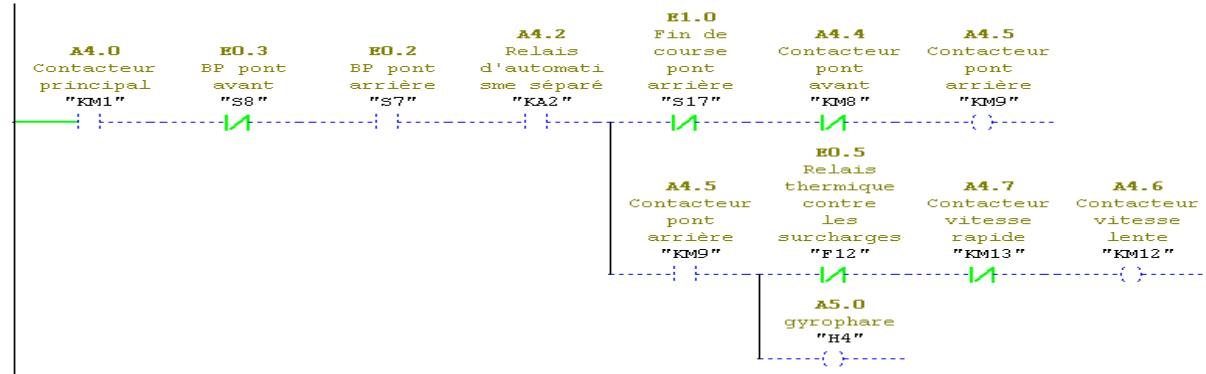 A4.0
Contacteur
principal
"KM1"
E0.3
BP pont
avant
"S8"
E0.2
BP pont
arrière
"S7"
A4.2
Relais
d'automati
sme séparé
"KA2"
E1.0
Fin de
course
pont
arrière
"S17"
A4.4
Contacteur
pont
avant
"KM8"
A4.5
Contacteur
pont
arrière
"KM9"
A4.5
Contacteur
pont
arrière
"KM9"
E0.5
Relais
thermique
contre
les
surcharges
"F12"
A4.7
Contacteur
vitesse
rapide
"KM13"
A4.6
Contacteur
vitesse
lente
"KM12"
A5.0
gyrophare
"H4"